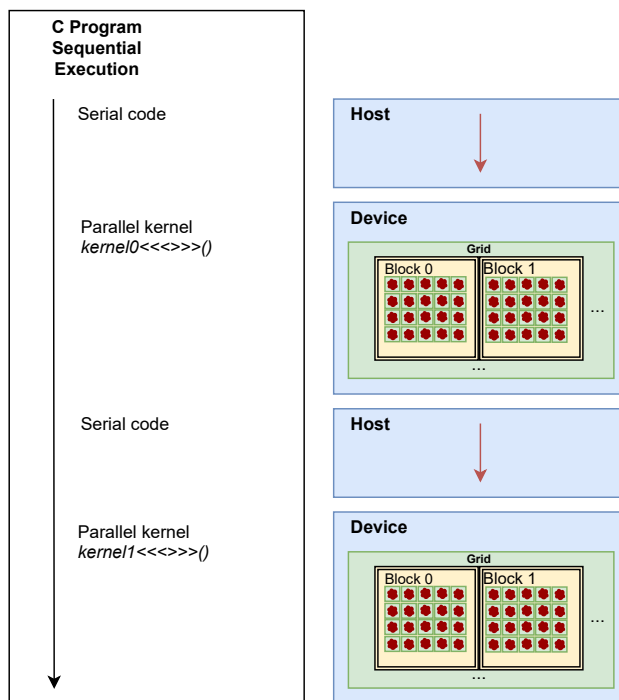 C Program
Sequential
Execution
Serial code
Host
Parallel kernel
kernel0<<<>>>()
Device
Grid
Block 0
Block 1
...
...
Serial code
Host
Parallel kernel
kernel1<<<>>>()
Device
Grid
Block 0
Block 1
...
...